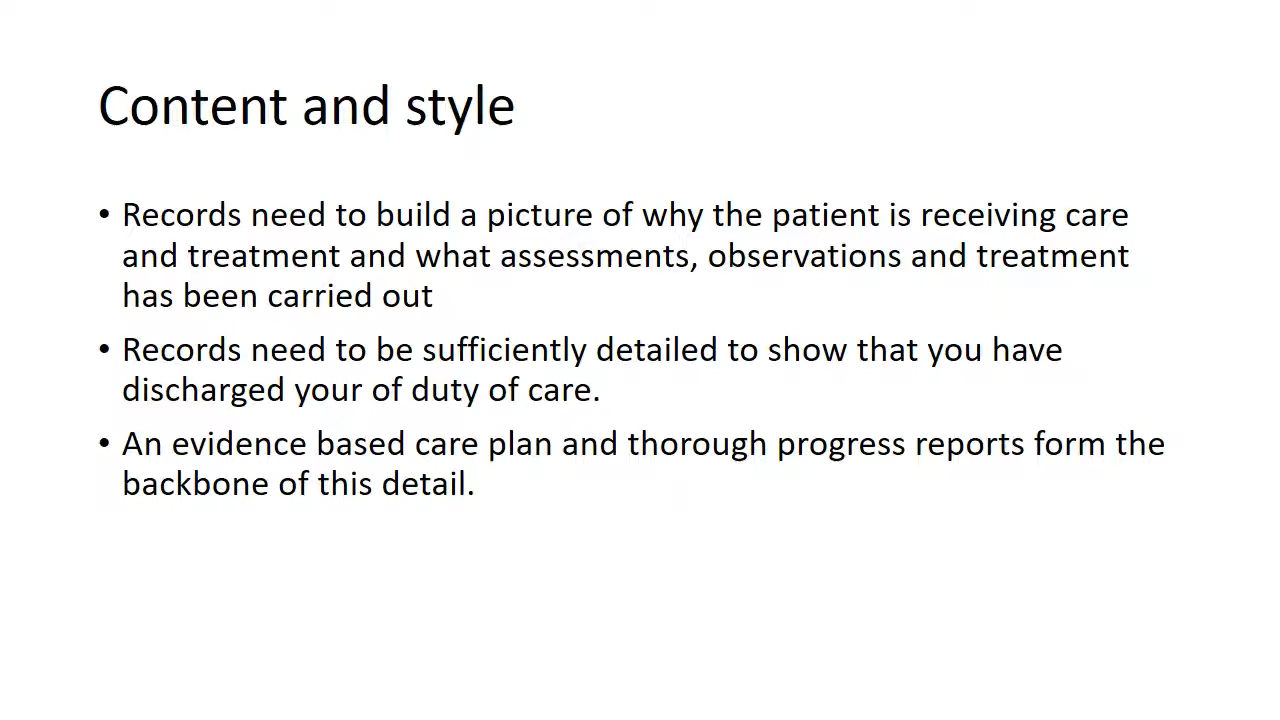 Content and style
• Records need to build a picture of why the patient is receiving care
and treatment and what assessments, observations and treatment
has been carried out
• Records need to be sufficiently detailed to show that you have
discharged your of duty of care.
• An evidence based care plan and thorough progress reports form the
backbone of this detail.